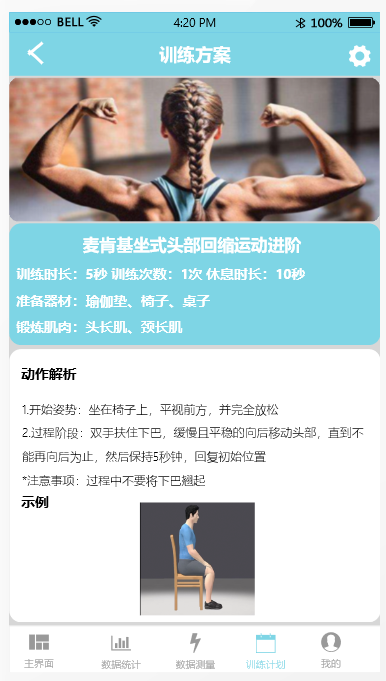 BELL 4:20 PM 100%
训练方案
麦肯基坐式头部回缩运动进阶
训练时长：5秒 训练次数：1次 休息时长：10秒
准备器材：瑜伽垫、椅子、桌子
锻炼肌肉：头长肌、颈长肌
动作解析
1.开始姿势：坐在椅子上，平视前方，并完全放松
2.过程阶段：双手扶住下巴，缓慢且平稳的向后移动头部，直到不
能再向后为止，然后保持5秒钟，回复初始位置
*注意事项：过程中不要将下巴翘起
示例
主界面 数据统计 数据测量 训练计划 我的